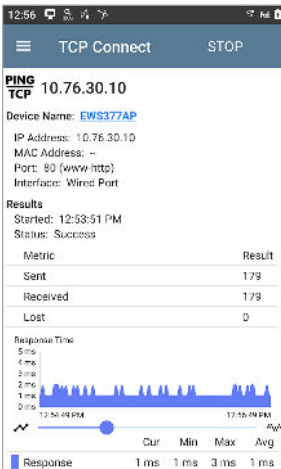 12:56
TCP Connect STOP
PING
TCP 10.76.30.10
Device Name: EWS377AP
IP Address: 10.76.30.10
MAC Address: --
Port: 80 (www-http)
Interface: Wired Port
Results
Started: 12:53:51 PM
Status: Success
Metric Result
Sent 179
Received 179
Lost 0
Response Time
5 ms
4 ms
3 ms
2 ms
1 ms
0 ms
12:54:49 PM 12:56:49 PM
Cur Min Max Avg
Response 1 ms 1 ms 3 ms 1 ms